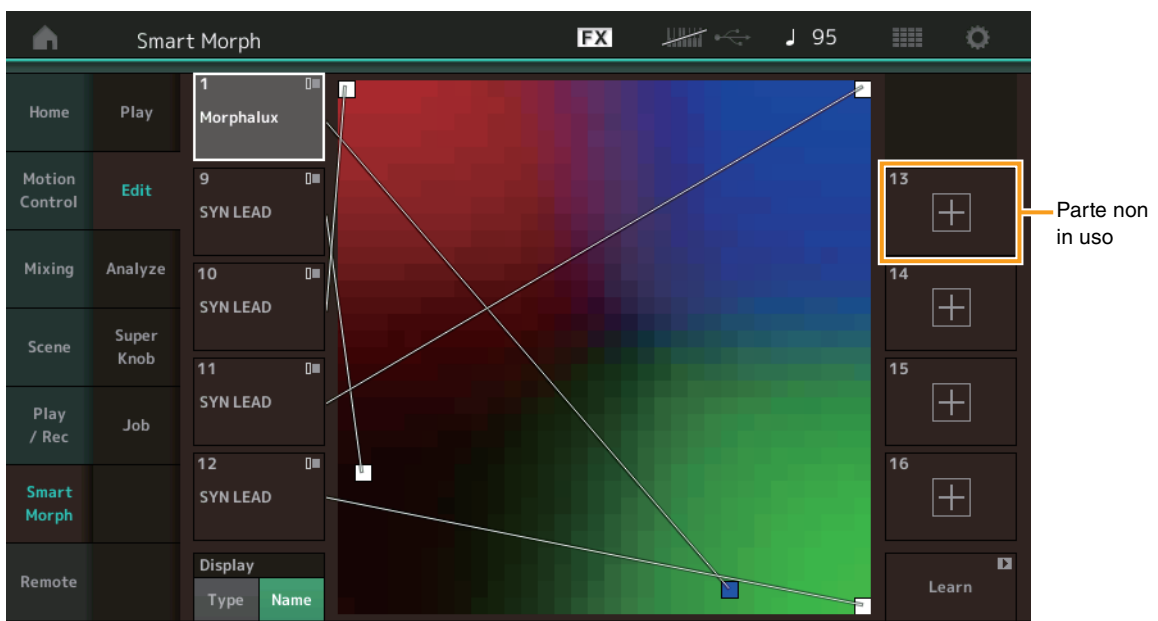 Smart Morph
FX
95
Home
Play
1
Morphalux
Motion
Control
Edit
9
SYN LEAD
13
Parte non
in uso
Mixing
Analyze
10
SYN LEAD
14
Scene
Super
Knob
11
SYN LEAD
15
Play
/ Rec
Job
12
SYN LEAD
16
Smart
Morph
Remote
Display
Type
Name
Learn